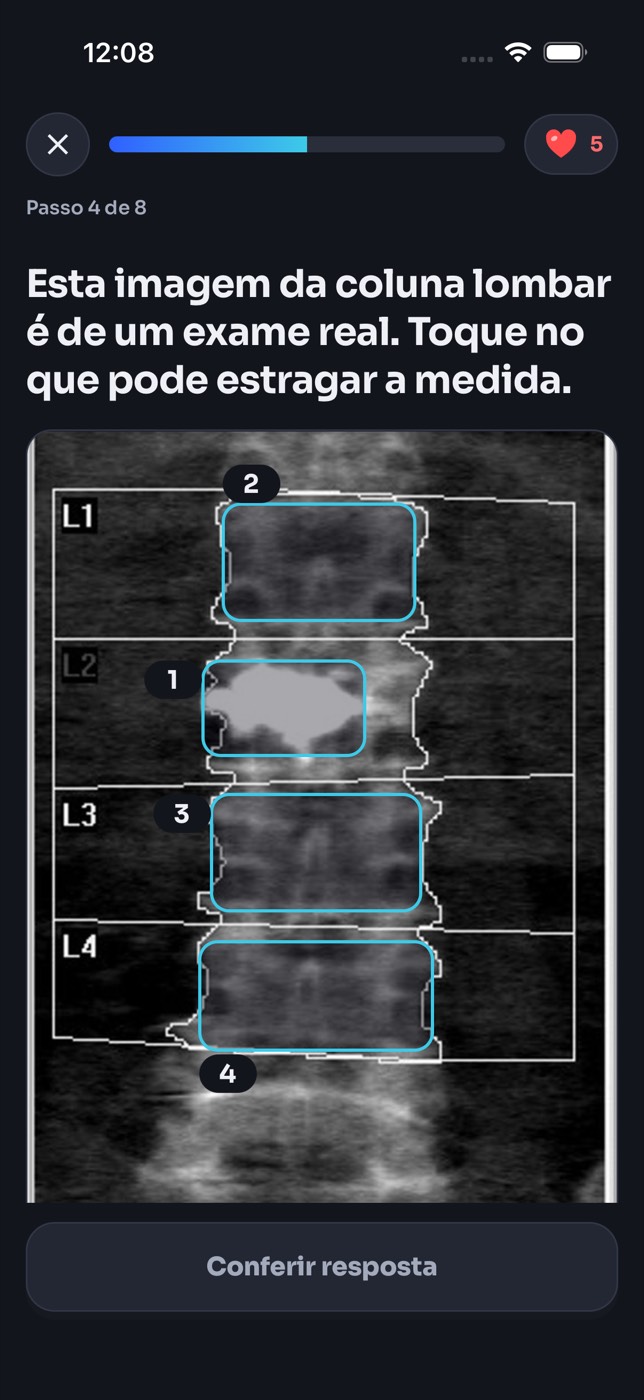 12:08
5
Passo 4 de 8
Esta imagem da coluna lombar
é de um exame real. Toque no
que pode estragar a medida.
2
L1
L2
1
L3
3
L4
4
Conferir resposta